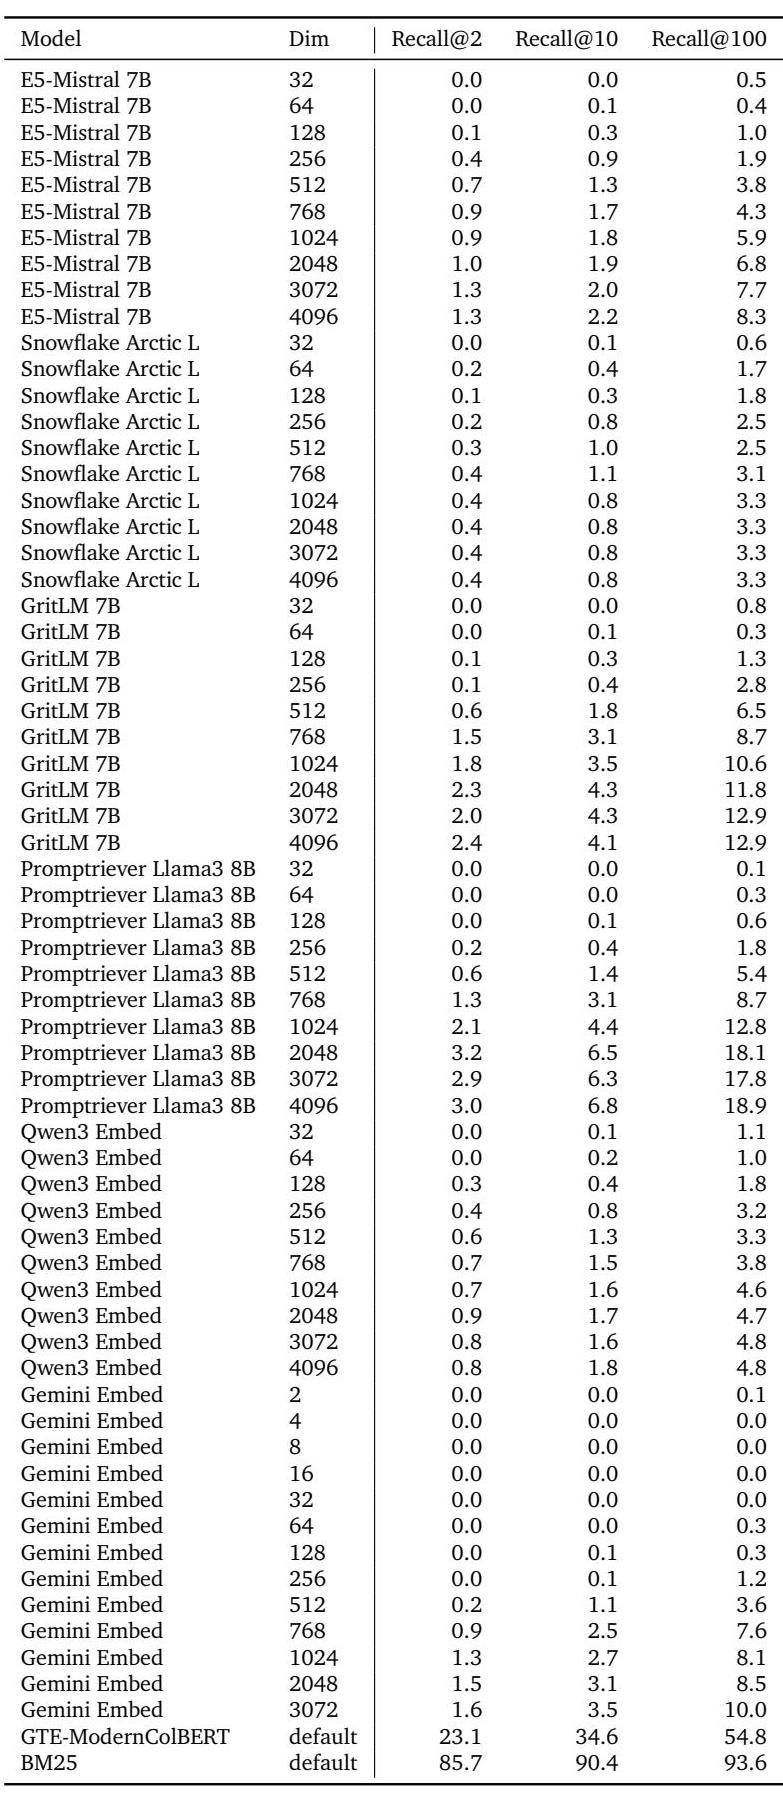 Model Dim Recall@2 Recall@10 Recall@100
E5-Mistral 7B 32 0.0 0.0 0.5
E5-Mistral 7B 64 0.0 0.1 0.4
E5-Mistral 7B 128 0.1 0.3 1.0
E5-Mistral 7B 256 0.4 0.9 1.9
E5-Mistral 7B 512 0.7 1.3 3.8
E5-Mistral 7B 768 0.9 1.7 4.3
E5-Mistral 7B 1024 0.9 1.8 5.9
E5-Mistral 7B 2048 1.0 1.9 6.8
E5-Mistral 7B 3072 1.3 2.0 7.7
E5-Mistral 7B 4096 1.3 2.2 8.3
Snowflake Arctic L 32 0.0 0.1 0.6
Snowflake Arctic L 64 0.2 0.4 1.7
Snowflake Arctic L 128 0.1 0.3 1.8
Snowflake Arctic L 256 0.2 0.8 2.5
Snowflake Arctic L 512 0.3 1.0 2.5
Snowflake Arctic L 768 0.4 1.1 3.1
Snowflake Arctic L 1024 0.4 0.8 3.3
Snowflake Arctic L 2048 0.4 0.8 3.3
Snowflake Arctic L 3072 0.4 0.8 3.3
Snowflake Arctic L 4096 0.4 0.8 3.3
GritLM 7B 32 0.0 0.0 0.8
GritLM 7B 64 0.0 0.1 0.3
GritLM 7B 128 0.1 0.3 1.3
GritLM 7B 256 0.1 0.4 2.8
GritLM 7B 512 0.6 1.8 6.5
GritLM 7B 768 1.5 3.1 8.7
GritLM 7B 1024 1.8 3.5 10.6
GritLM 7B 2048 2.3 4.3 11.8
GritLM 7B 3072 2.0 4.3 12.9
GritLM 7B 4096 2.4 4.1 12.9
Promptriever Llama3 8B 32 0.0 0.0 0.1
Promptriever Llama3 8B 64 0.0 0.0 0.3
Promptriever Llama3 8B 128 0.0 0.1 0.6
Promptriever Llama3 8B 256 0.2 0.4 1.8
Promptriever Llama3 8B 512 0.6 1.4 5.4
Promptriever Llama3 8B 768 1.3 3.1 8.7
Promptriever Llama3 8B 1024 2.1 4.4 12.8
Promptriever Llama3 8B 2048 3.2 6.5 18.1
Promptriever Llama3 8B 3072 2.9 6.3 17.8
Promptriever Llama3 8B 4096 3.0 6.8 18.9
Qwen3 Embed 32 0.0 0.1 1.1
Qwen3 Embed 64 0.0 0.2 1.0
Qwen3 Embed 128 0.3 0.4 1.8
Qwen3 Embed 256 0.4 0.8 3.2
Qwen3 Embed 512 0.6 1.3 3.3
Qwen3 Embed 768 0.7 1.5 3.8
Qwen3 Embed 1024 0.7 1.6 4.6
Qwen3 Embed 2048 0.9 1.7 4.7
Qwen3 Embed 3072 0.8 1.6 4.8
Qwen3 Embed 4096 0.8 1.8 4.8
Gemini Embed 2 0.0 0.0 0.1
Gemini Embed 4 0.0 0.0 0.0
Gemini Embed 8 0.0 0.0 0.0
Gemini Embed 16 0.0 0.0 0.0
Gemini Embed 32 0.0 0.0 0.0
Gemini Embed 64 0.0 0.0 0.3
Gemini Embed 128 0.0 0.1 0.3
Gemini Embed 256 0.0 0.1 1.2
Gemini Embed 512 0.2 1.1 3.6
Gemini Embed 768 0.9 2.5 7.6
Gemini Embed 1024 1.3 2.7 8.1
Gemini Embed 2048 1.5 3.1 8.5
Gemini Embed 3072 1.6 3.5 10.0
GTE-ModernColBERT default 23.1 34.6 54.8
BM25 default 85.7 90.4 93.6